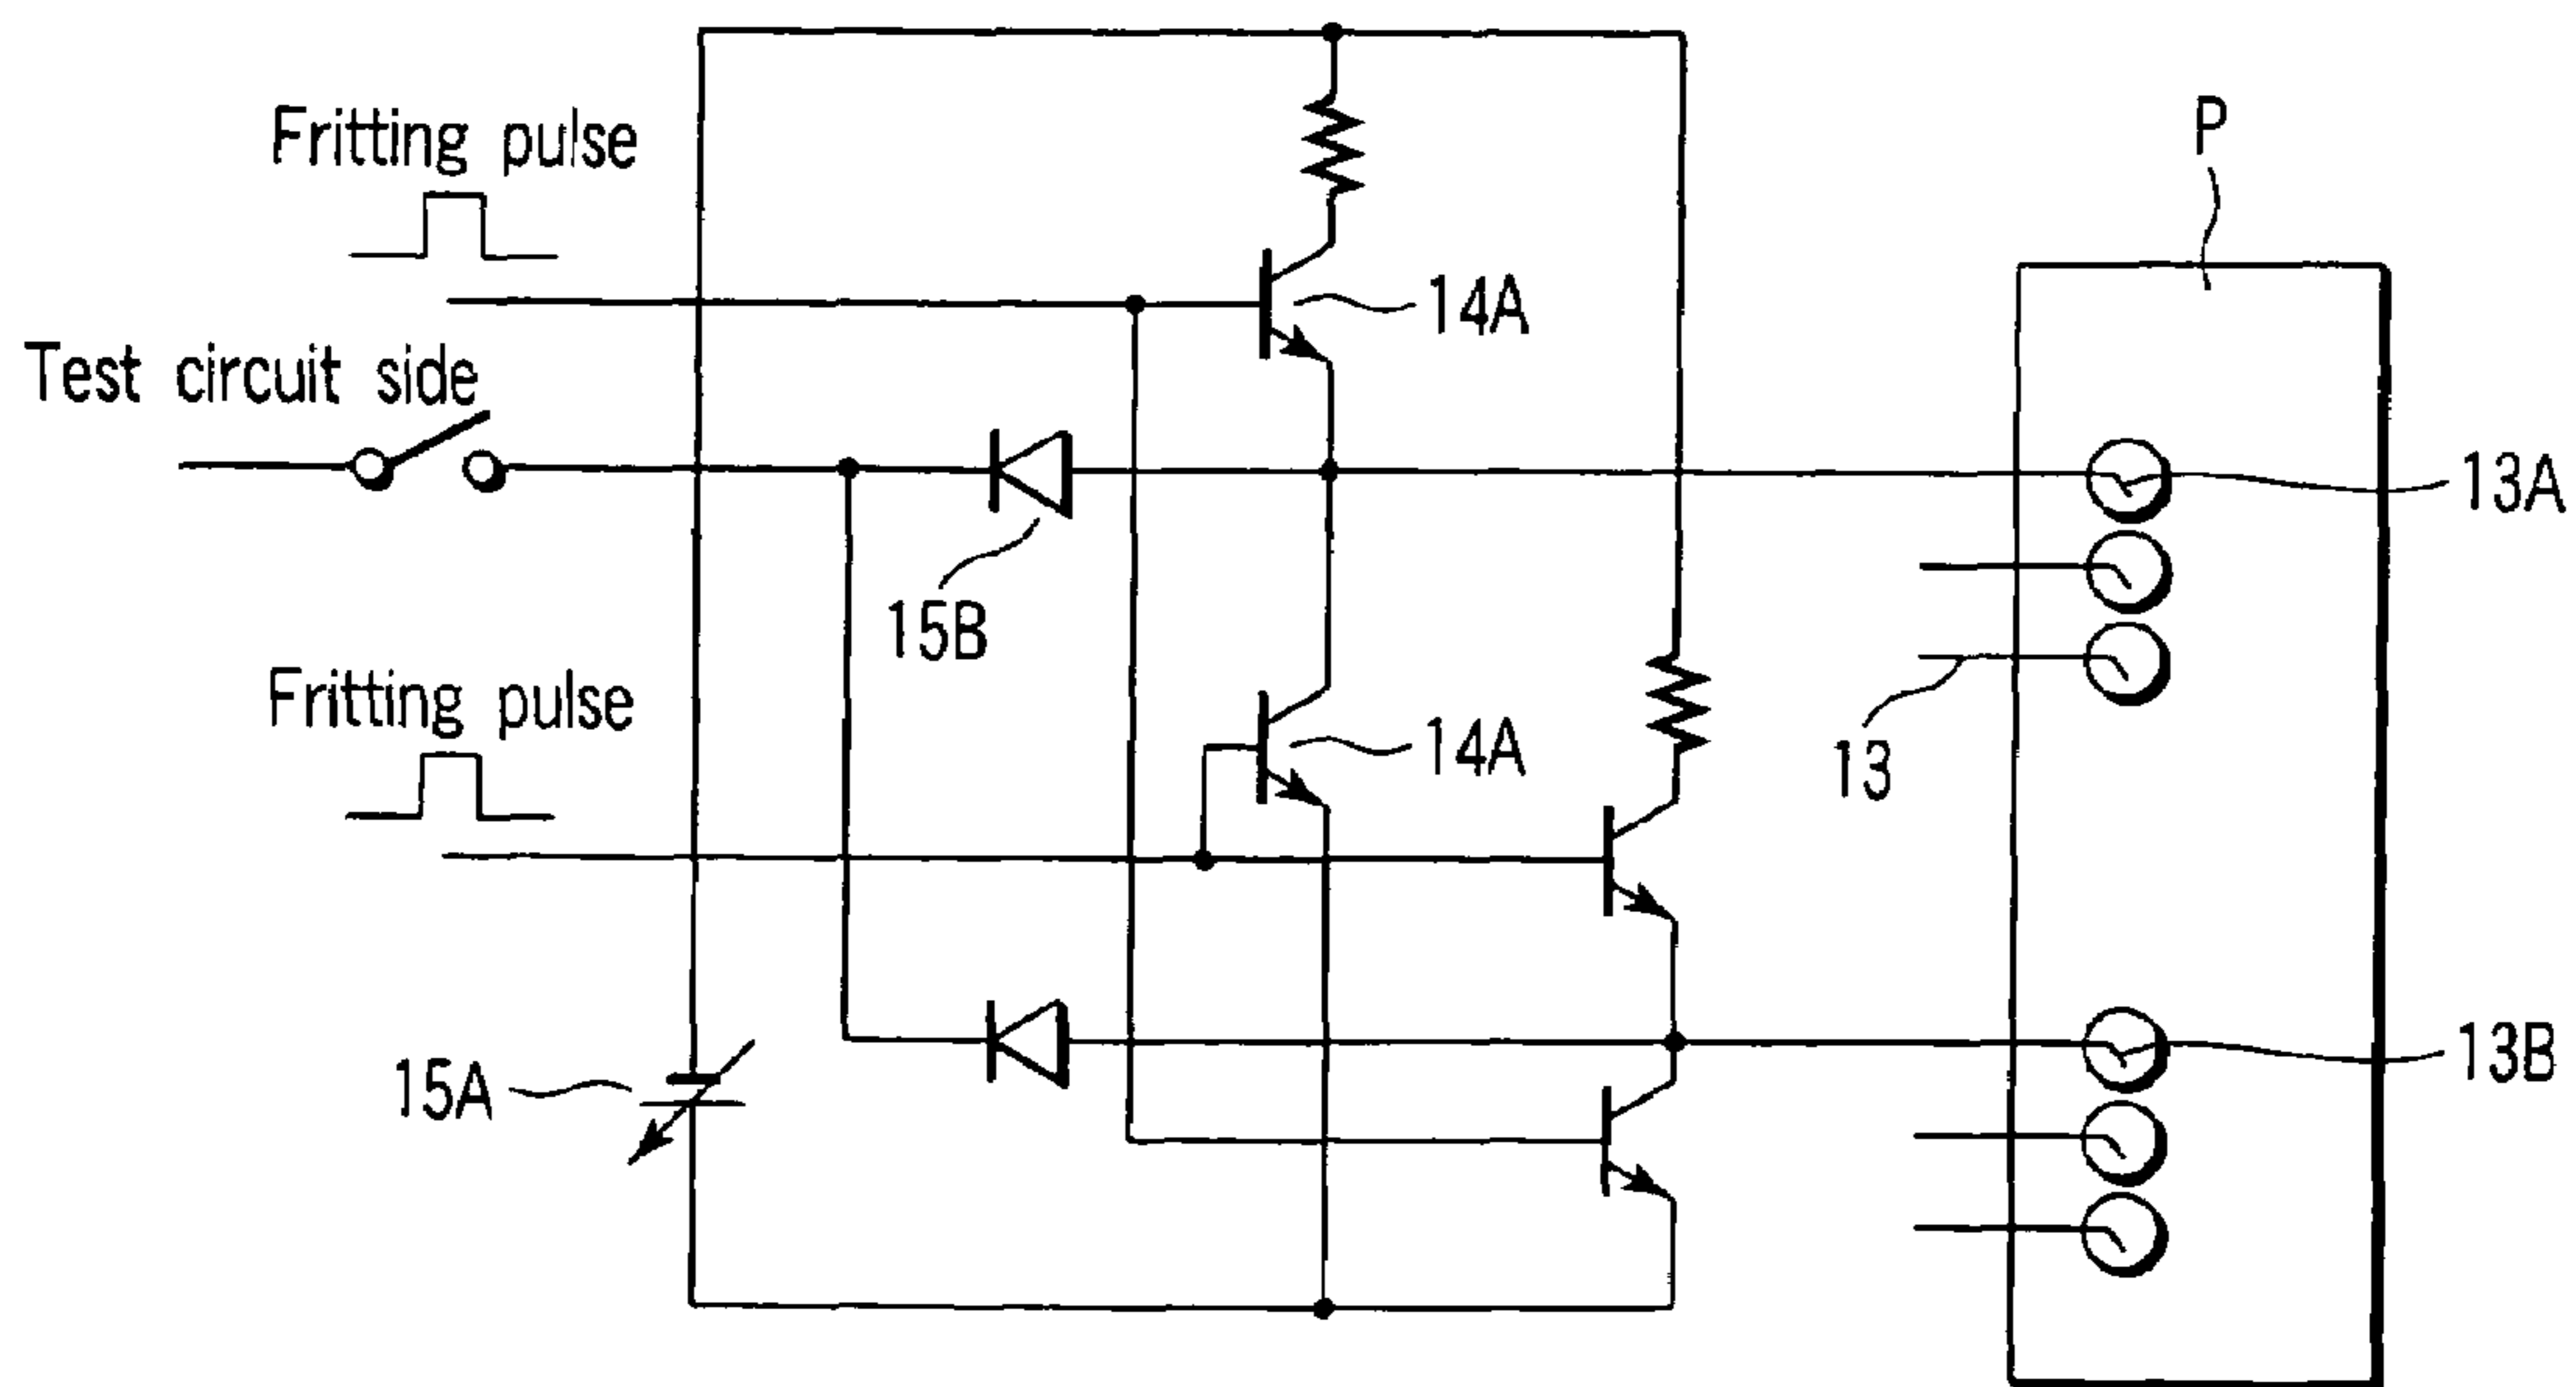 Fritting pulse
P
14A
Test circuit side
13A
15B
Fritting pulse
14A
13
15A
13B